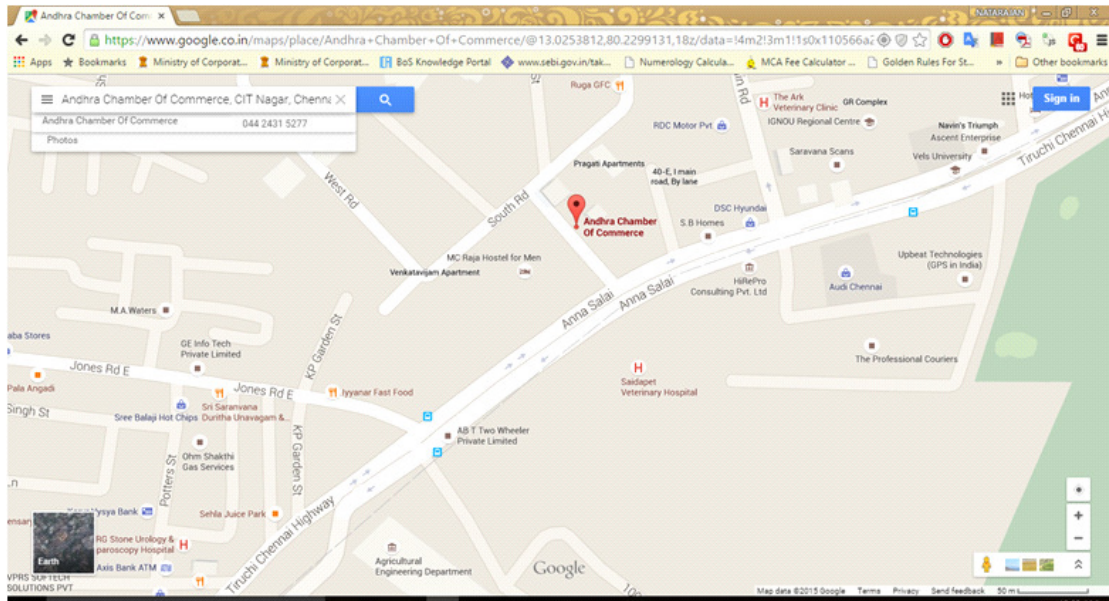 Andhra Chamber Of Com
NATARAJAN
https://www.google.co.in/maps/place/Andhra+Chamber+Of+Commerce/@13.0253812,80.2299131,18z/data=!4m2!3m1!1s0x110566a2
Apps
Bookmarks
Ministry of Corporat...
Ministry of Corporat...
BoS Knowledge Portal
www.sebi.gov.in/tak...
Numerology Calcula...
MCA Fee Calculator ...
Golden Rules For St...
»
Other bookmarks
Andhra Chamber Of Commerce, CIT Nagar, Chenna
Andhra Chamber Of Commerce
044 2431 5277
Photos
Sign in
Ruga GFC
The Ark
Veterinary Clinic
GR Complex
IGNOU Regional Centre
RDC Motor Pvt
Navin's Triumph
Ascent Enterprise
Saravana Scans
Vels University
Tiruchi Chennai H
Pragati Apartments
40-E, I main
road, By lane
West Rd
South Rd
Andhra Chamber
Of Commerce
DSC Hyundai
S.B Homes
MC Raja Hostel for Men
Venkatavijam Apartment
HiRePro
Consulting Pvt. Ltd
Upbeat Technologies
(GPS in India)
Audi Chennai
Anna Salai
Anna Salai
M.A.Waters
KP Garden St
aba Stores
GE Info Tech
Private Limited
The Professional Couriers
Jones Rd E
Saidapet
Veterinary Hospital
Pala Angadi
Jones Rd E
Iyyanar Fast Food
Singh St
Sree Balaji Hot Chips
Sri Saranvana
Duritha Unavagam &...
AB T Two Wheeler
Private Limited
KP Garden St
Ohm Shakthi
Gas Services
Potters St
Sehla Juice Park
Vysya Bank
Tiruchi Chennai Highway
RG Stone Urology &
paroscopy Hospital
Earth
Axis Bank ATM
Agricultural
Engineering Department
Google
VPRS SOFTECH
SOLUTIONS PVT
Map data ©2015 Google
Terms
Privacy
Send feedback
50 m